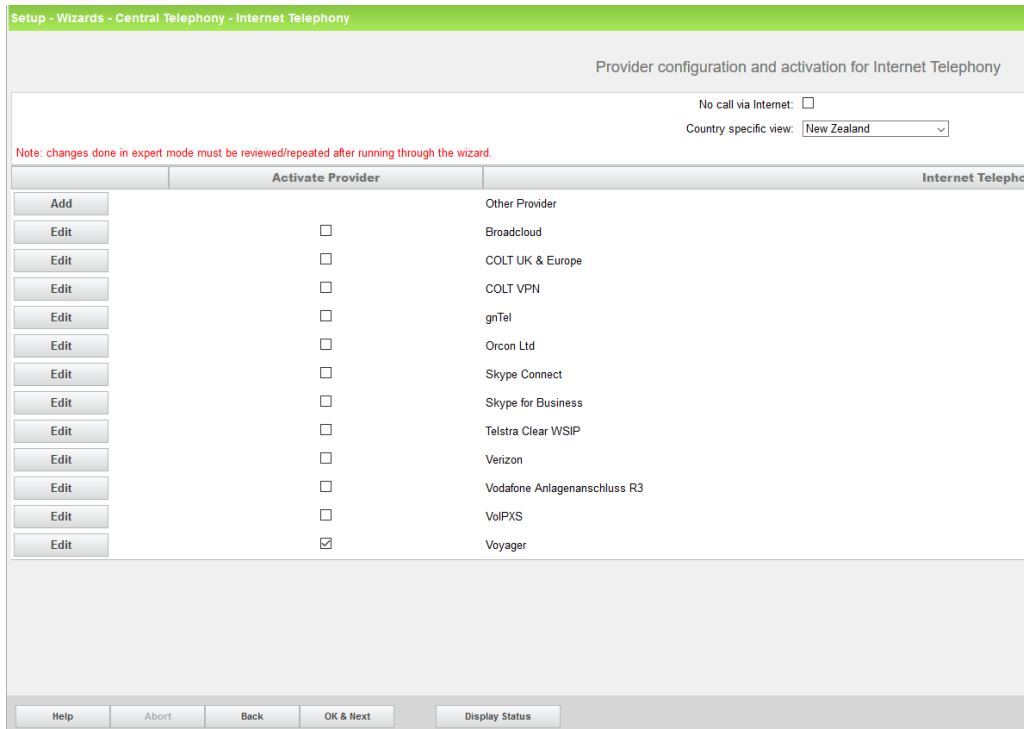 Setup - Wizards - Central Telephony - Internet Telephony
Provider configuration and activation for Internet Telephony
No call via Internet:
Country specific view: New Zealand
Note: changes done in expert mode must be reviewed/repeated after running through the wizard.
Activate Provider Internet Telepho
Add Other Provider
Edit Broadcloud
Edit COLT UK & Europe
Edit COLT VPN
Edit gnTel
Edit Orcon Ltd
Edit Skype Connect
Edit Skype for Business
Edit Telstra Clear WSIP
Edit Verizon
Edit Vodafone Anlagenanschluss R3
Edit VoIPXS
Edit Voyager
Help Abort Back OK & Next Display Status